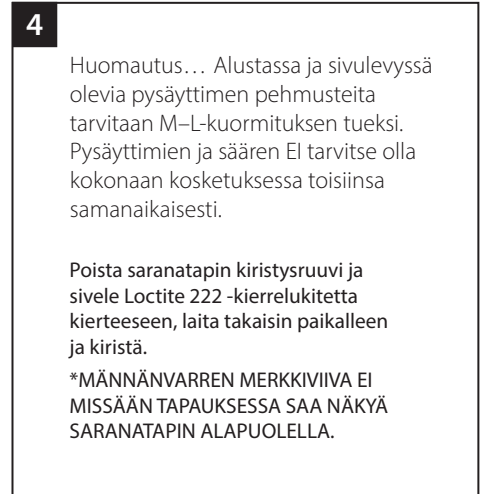 4
Huomautus… Alustassa ja sivulevyssä
olevia pysäyttimen pehmusteita
tarvitaan M–L-kuormituksen tueksi.
Pysäyttimien ja säären EI tarvitse olla
kokonaan kosketuksessa toisiinsa
samanaikaisesti.
Poista saranatapin kiristysruuvi ja
sivele Loctite 222 -kierrelukitetta
kierteeseen, laita takaisin paikalleen
ja kiristä.
*MÄNNÄNVARREN MERKKIVIIVA EI
MISSÄÄN TAPAUKSESSA SAA NÄKYÄ
SARANATAPIN ALAPUOLELLA.